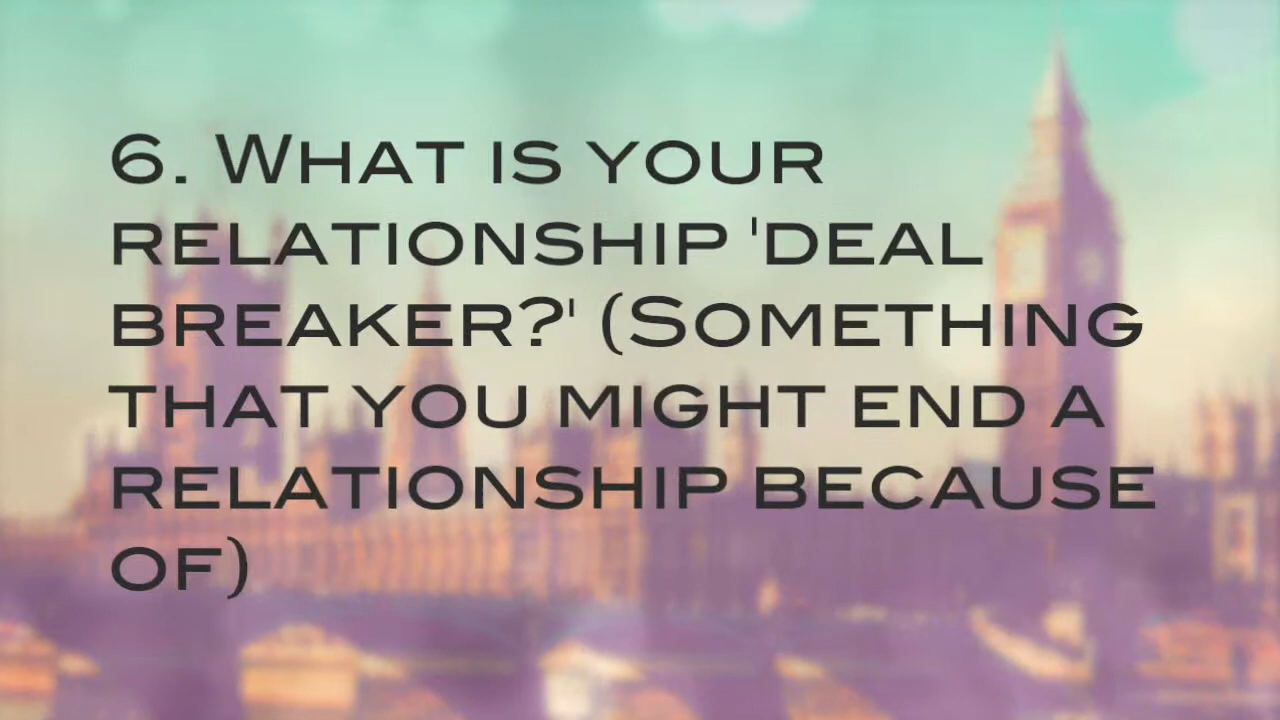 6. What is your
relationship 'deal
breaker?' (Something
that you might end a
relationship because
of)